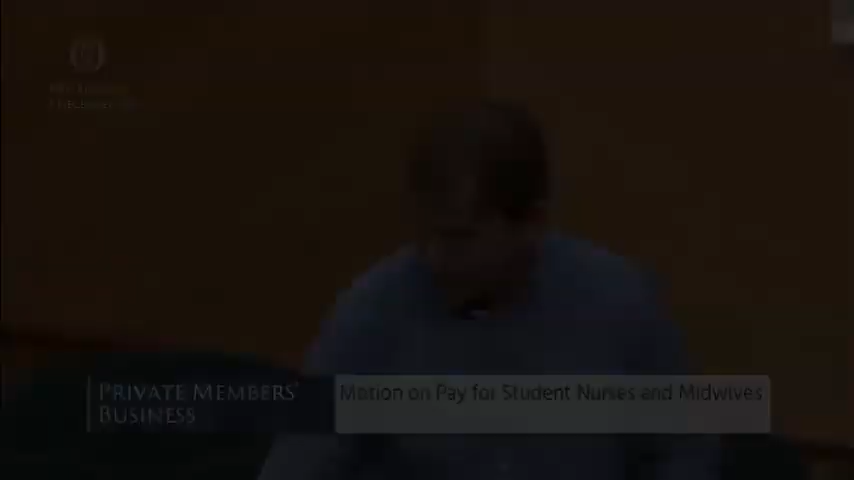 PRIVATE MEMBERS'
BUSINESS
Motion on Pay for Student Nurses and Midwives